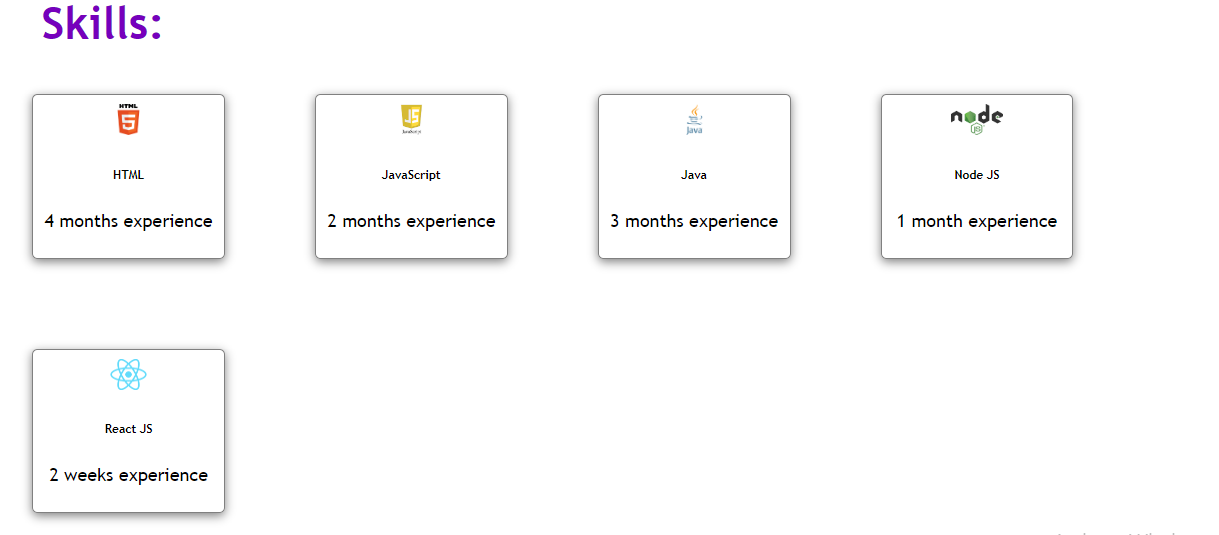 Skills:
HTML
HTML
4 months experience
JS
JavaScript
JavaScript
2 months experience
Java
Java
3 months experience
node
JS
Node JS
1 month experience
React JS
2 weeks experience